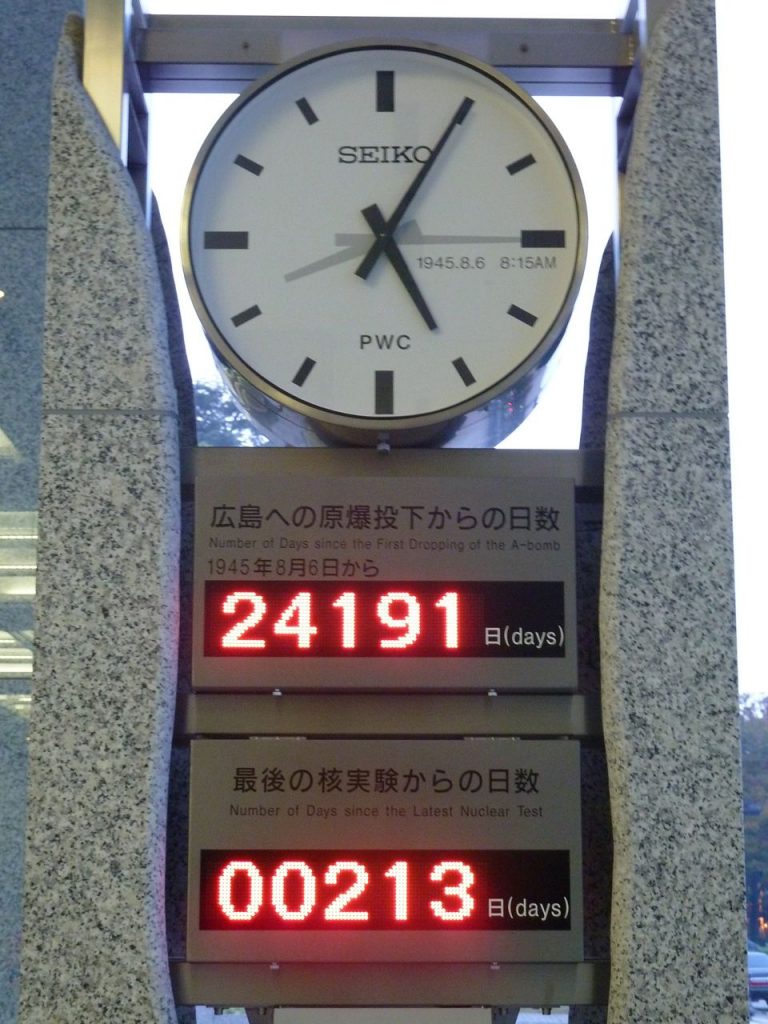 SEIKO
1945.8.6 8:15AM
PWC
広島への原爆投下からの日数
Number of Days since the First Dropping of the A-bomb
1945年8月6日から
24191 日(days)
最後の核実験からの日数
Number of Days since the Latest Nuclear Test
00213 日(days)